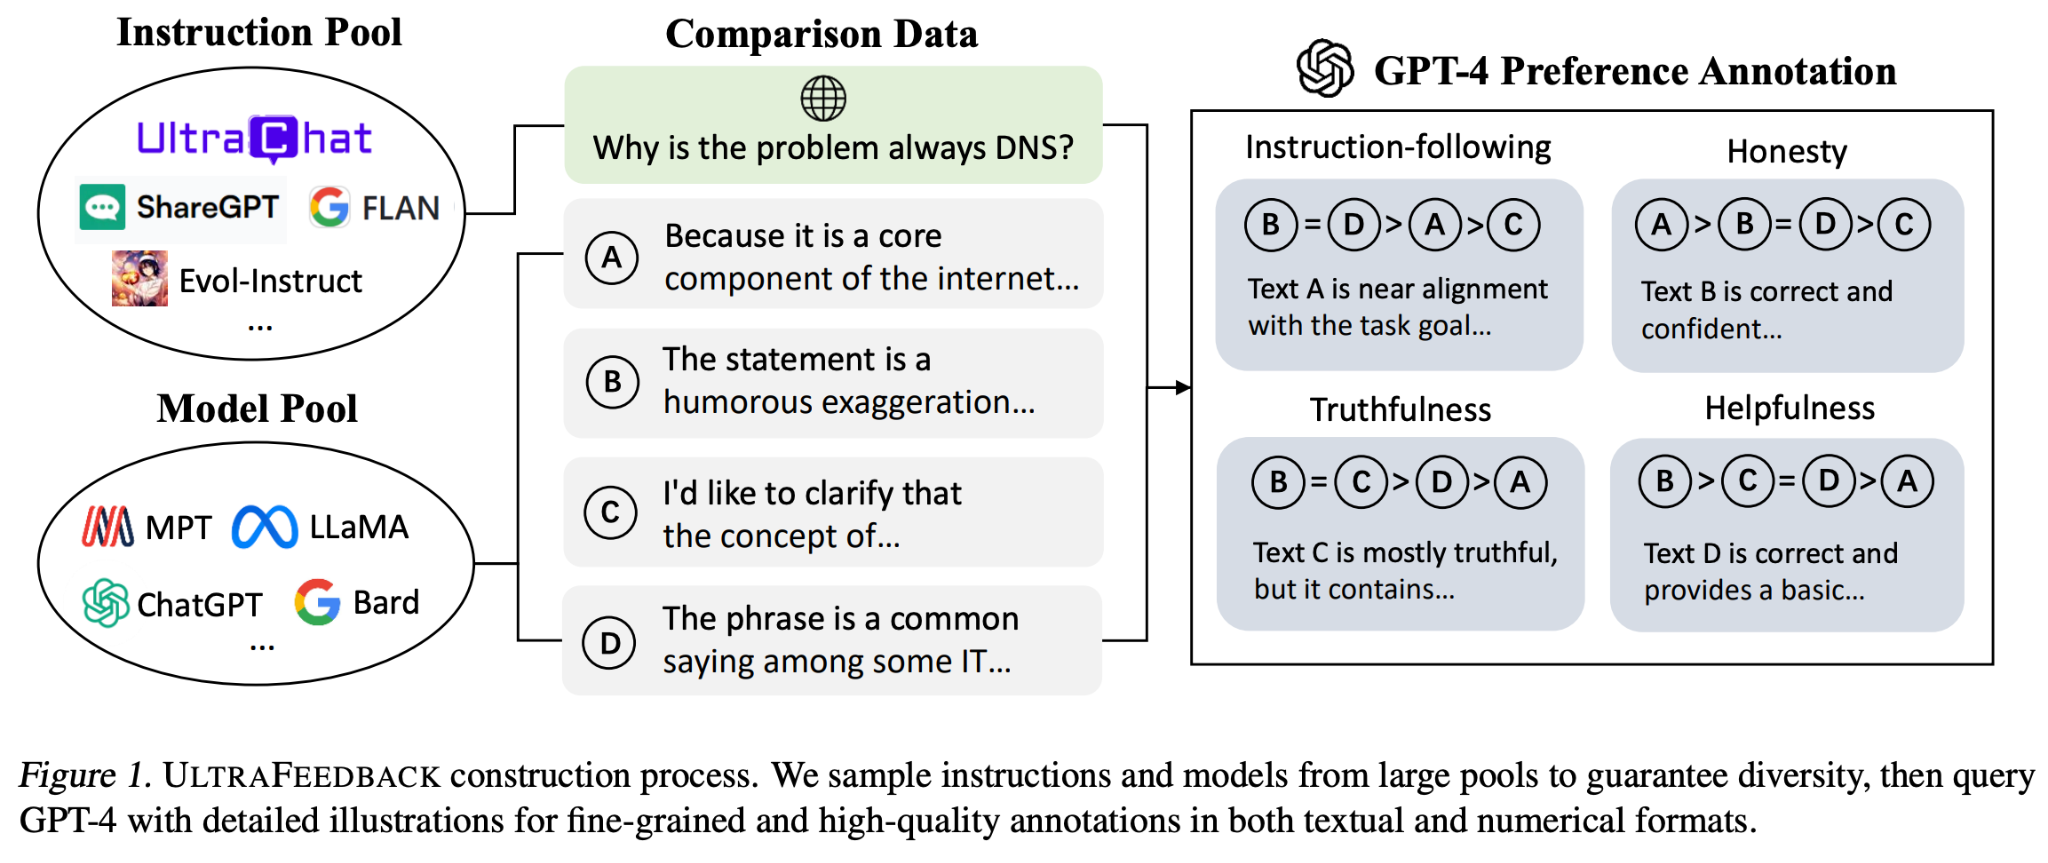 Instruction Pool
UltraChat
ShareGPT
FLAN
Evol-Instruct
...
Model Pool
MPT
LLaMA
ChatGPT
Bard
...
Comparison Data
Why is the problem always DNS?
A
Because it is a core
component of the internet...
B
The statement is a
humorous exaggeration...
C
I'd like to clarify that
the concept of...
D
The phrase is a common
saying among some IT...
GPT-4 Preference Annotation
Instruction-following
B = D > A > C
Text A is near alignment
with the task goal...
Honesty
A > B = D > C
Text B is correct and
confident...
Truthfulness
B = C > D > A
Text C is mostly truthful,
but it contains...
Helpfulness
B > C = D > A
Text D is correct and
provides a basic...
Figure 1. ULTRAFEEDBACK construction process. We sample instructions and models from large pools to guarantee diversity, then query
GPT-4 with detailed illustrations for fine-grained and high-quality annotations in both textual and numerical formats.